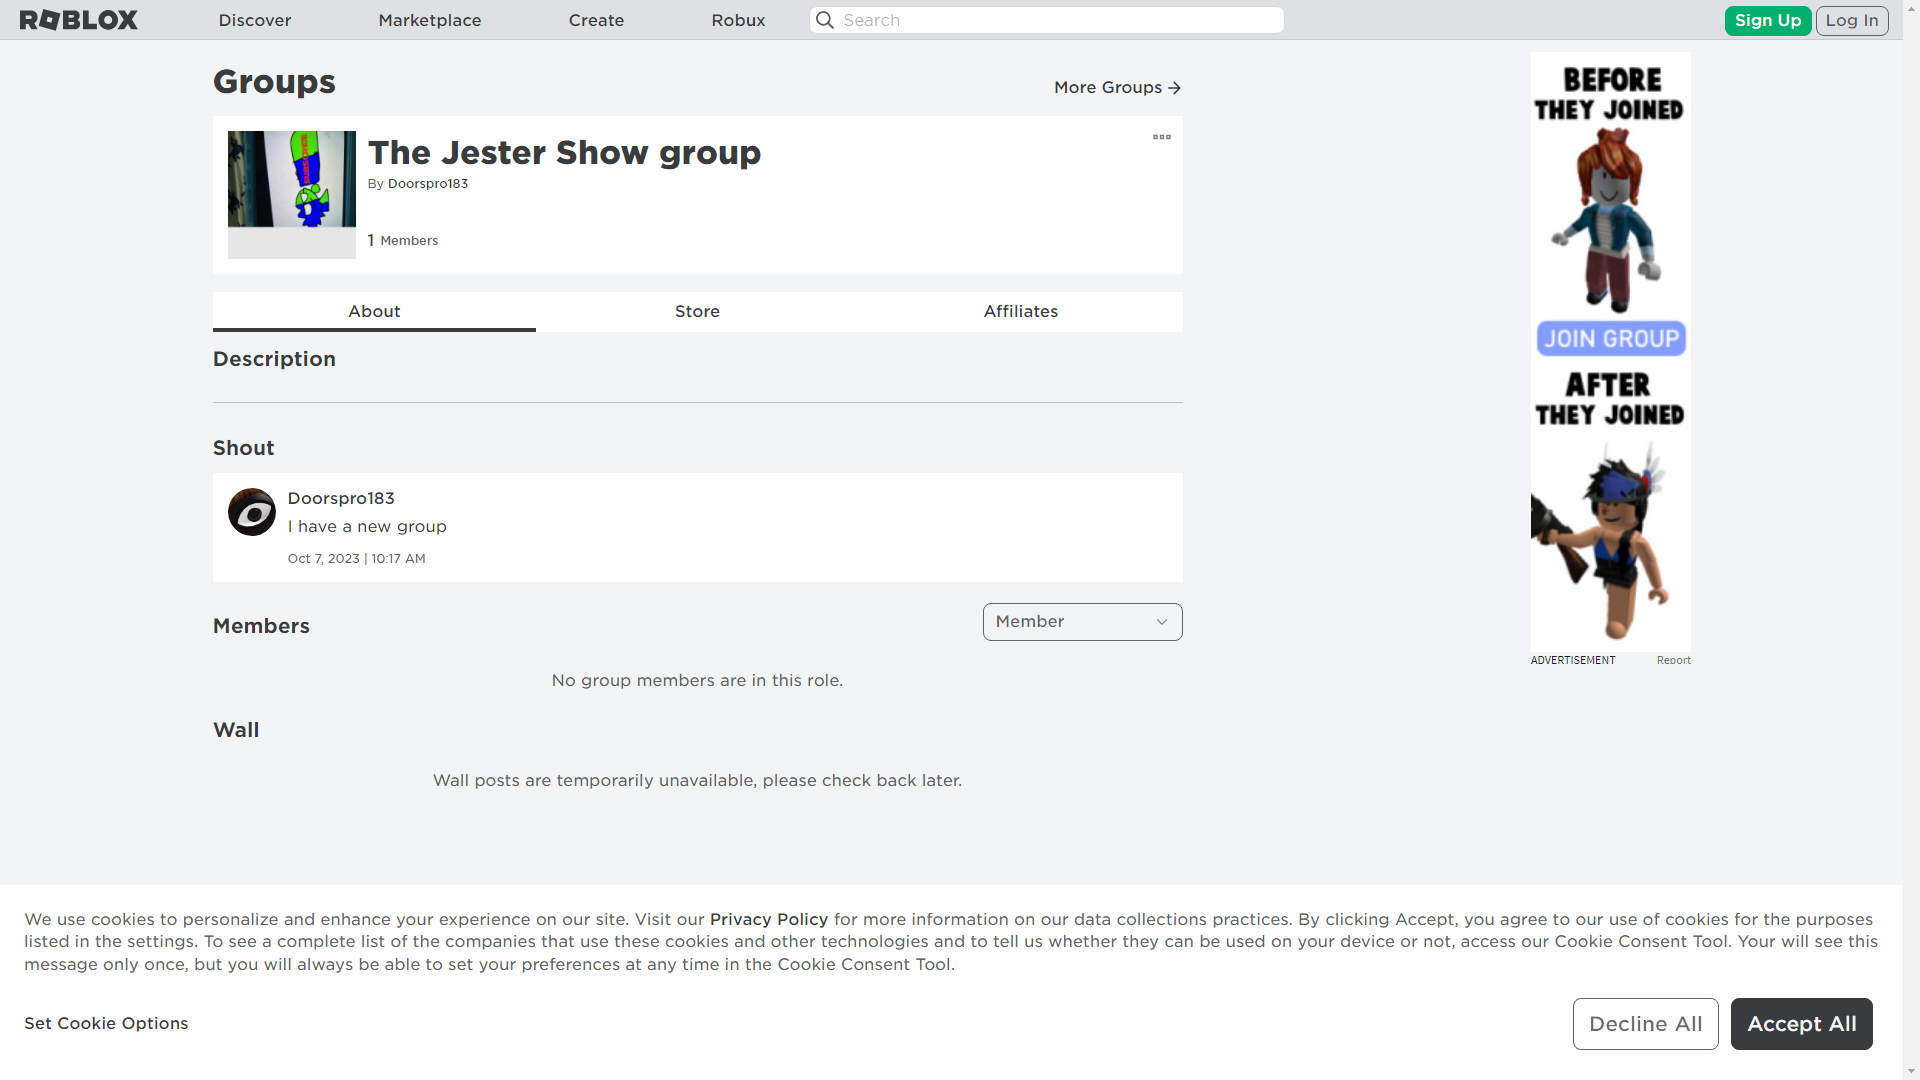 ROBLOX
Discover
Marketplace
Create
Robux
Search
Sign Up
Log In
Groups
More Groups
The Jester Show group
By Doorspro183
1 Members
About
Store
Affiliates
Description
Shout
Doorspro183
I have a new group
Oct 7, 2023 | 10:17 AM
Members
Member
No group members are in this role.
Wall
Wall posts are temporarily unavailable, please check back later.
BEFORE
THEY JOINED
JOIN GROUP
AFTER
THEY JOINED
ADVERTISEMENT
Report
We use cookies to personalize and enhance your experience on our site. Visit our Privacy Policy for more information on our data collections practices. By clicking Accept, you agree to our use of cookies for the purposes
listed in the settings. To see a complete list of the companies that use these cookies and other technologies and to tell us whether they can be used on your device or not, access our Cookie Consent Tool. Your will see this
message only once, but you will always be able to set your preferences at any time in the Cookie Consent Tool.
Set Cookie Options
Decline All
Accept All